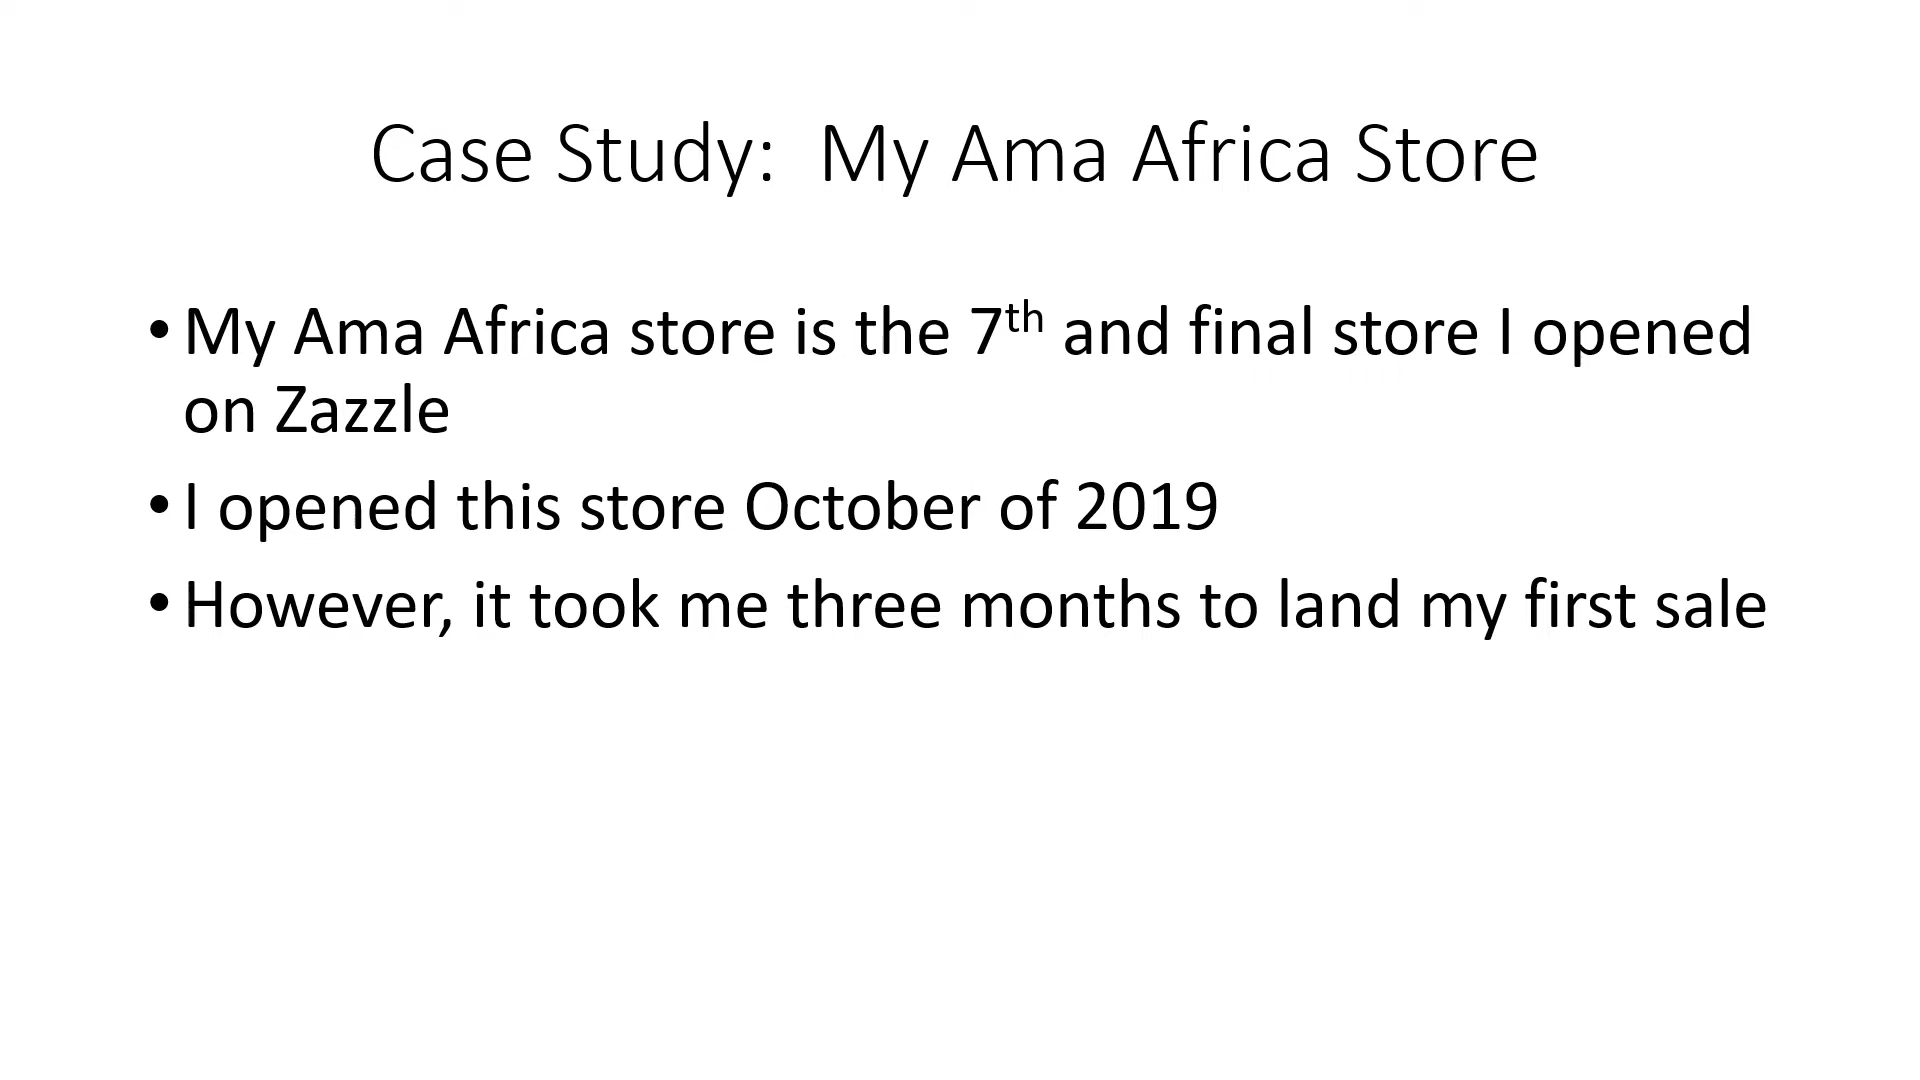 Case Study:  My Ama Africa Store
• My Ama Africa store is the 7th and final store I opened
on Zazzle
• I opened this store October of 2019
• However, it took me three months to land my first sale